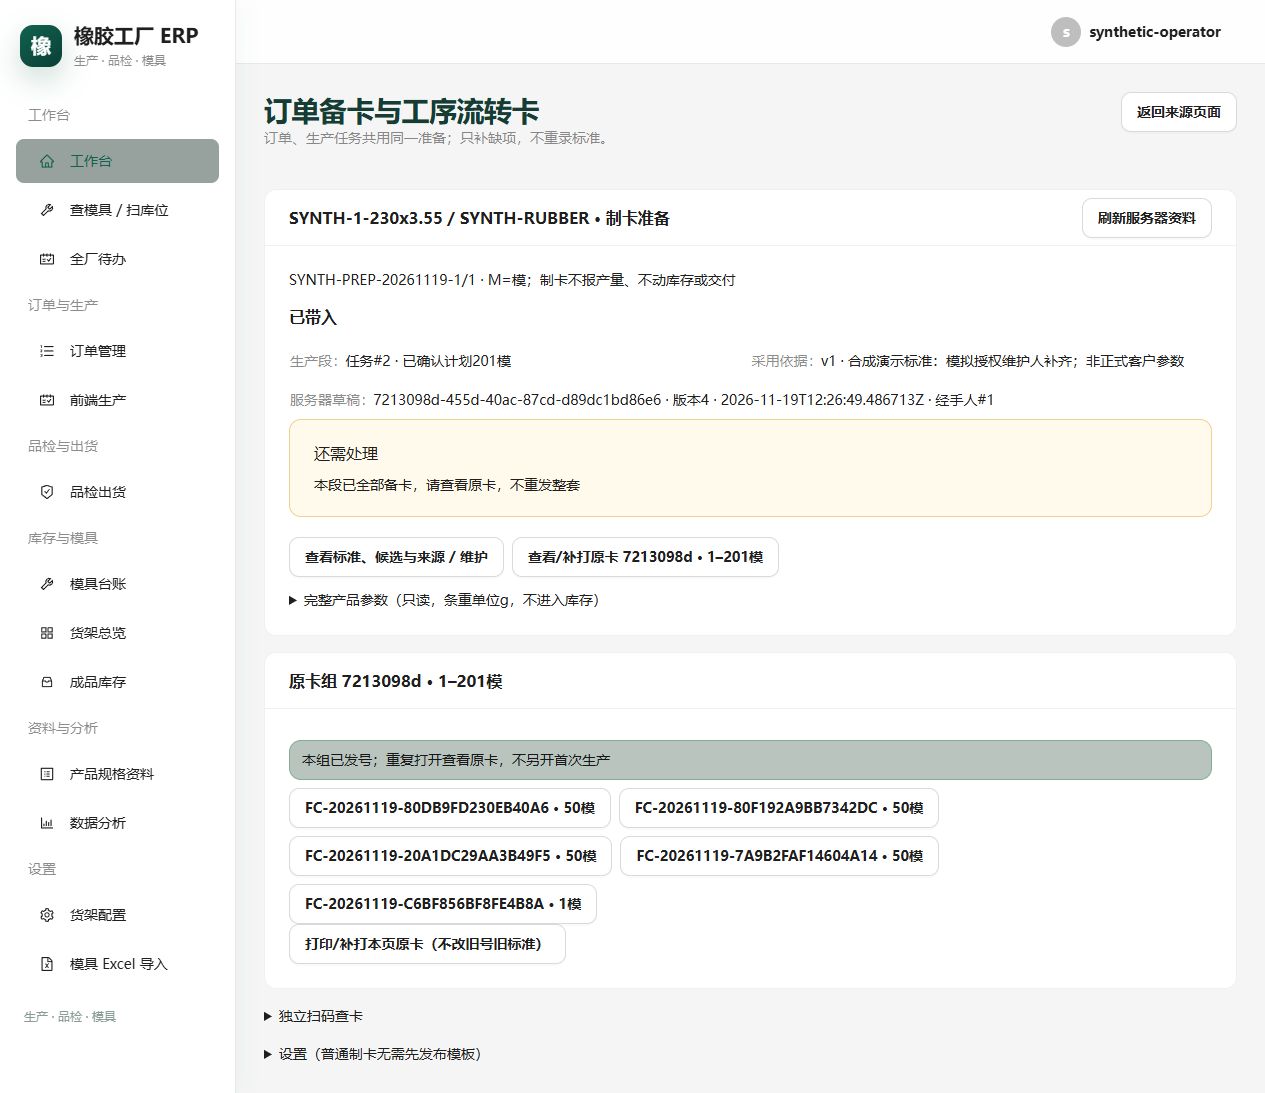 橡
橡胶工厂 ERP
生产 · 品检 · 模具
工作台
工作台
查模具 / 扫库位
全厂待办
订单与生产
订单管理
前端生产
品检与出货
品检出货
库存与模具
模具台账
货架总览
成品库存
资料与分析
产品规格资料
数据分析
设置
货架配置
模具 Excel 导入
生产 · 品检 · 模具
s synthetic-operator
订单备卡与工序流转卡
订单、生产任务共用同一准备；只补缺项，不重录标准。
返回来源页面
SYNTH-1-230x3.55 / SYNTH-RUBBER • 制卡准备
刷新服务器资料
SYNTH-PREP-20261119-1/1 · M=模；制卡不报产量、不动库存或交付
已带入
生产段：任务#2 · 已确认计划201模
采用依据：v1 · 合成演示标准：模拟授权维护人补齐；非正式客户参数
服务器草稿：7213098d-455d-40ac-87cd-d89dc1bd86e6 · 版本4 · 2026-11-19T12:26:49.486713Z · 经手人#1
还需处理
本段已全部备卡，请查看原卡，不重发整套
查看标准、候选与来源 / 维护
查看/补打原卡 7213098d • 1–201模
▶ 完整产品参数（只读，条重单位g，不进入库存）
原卡组 7213098d • 1–201模
本组已发号；重复打开查看原卡，不另开首次生产
FC-20261119-80DB9FD230EB40A6 • 50模
FC-20261119-80F192A9BB7342DC • 50模
FC-20261119-20A1DC29AA3B49F5 • 50模
FC-20261119-7A9B2FAF14604A14 • 50模
FC-20261119-C6BF856BF8FE4B8A • 1模
打印/补打本页原卡（不改旧号旧标准）
▶ 独立扫码查卡
▶ 设置（普通制卡无需先发布模板）